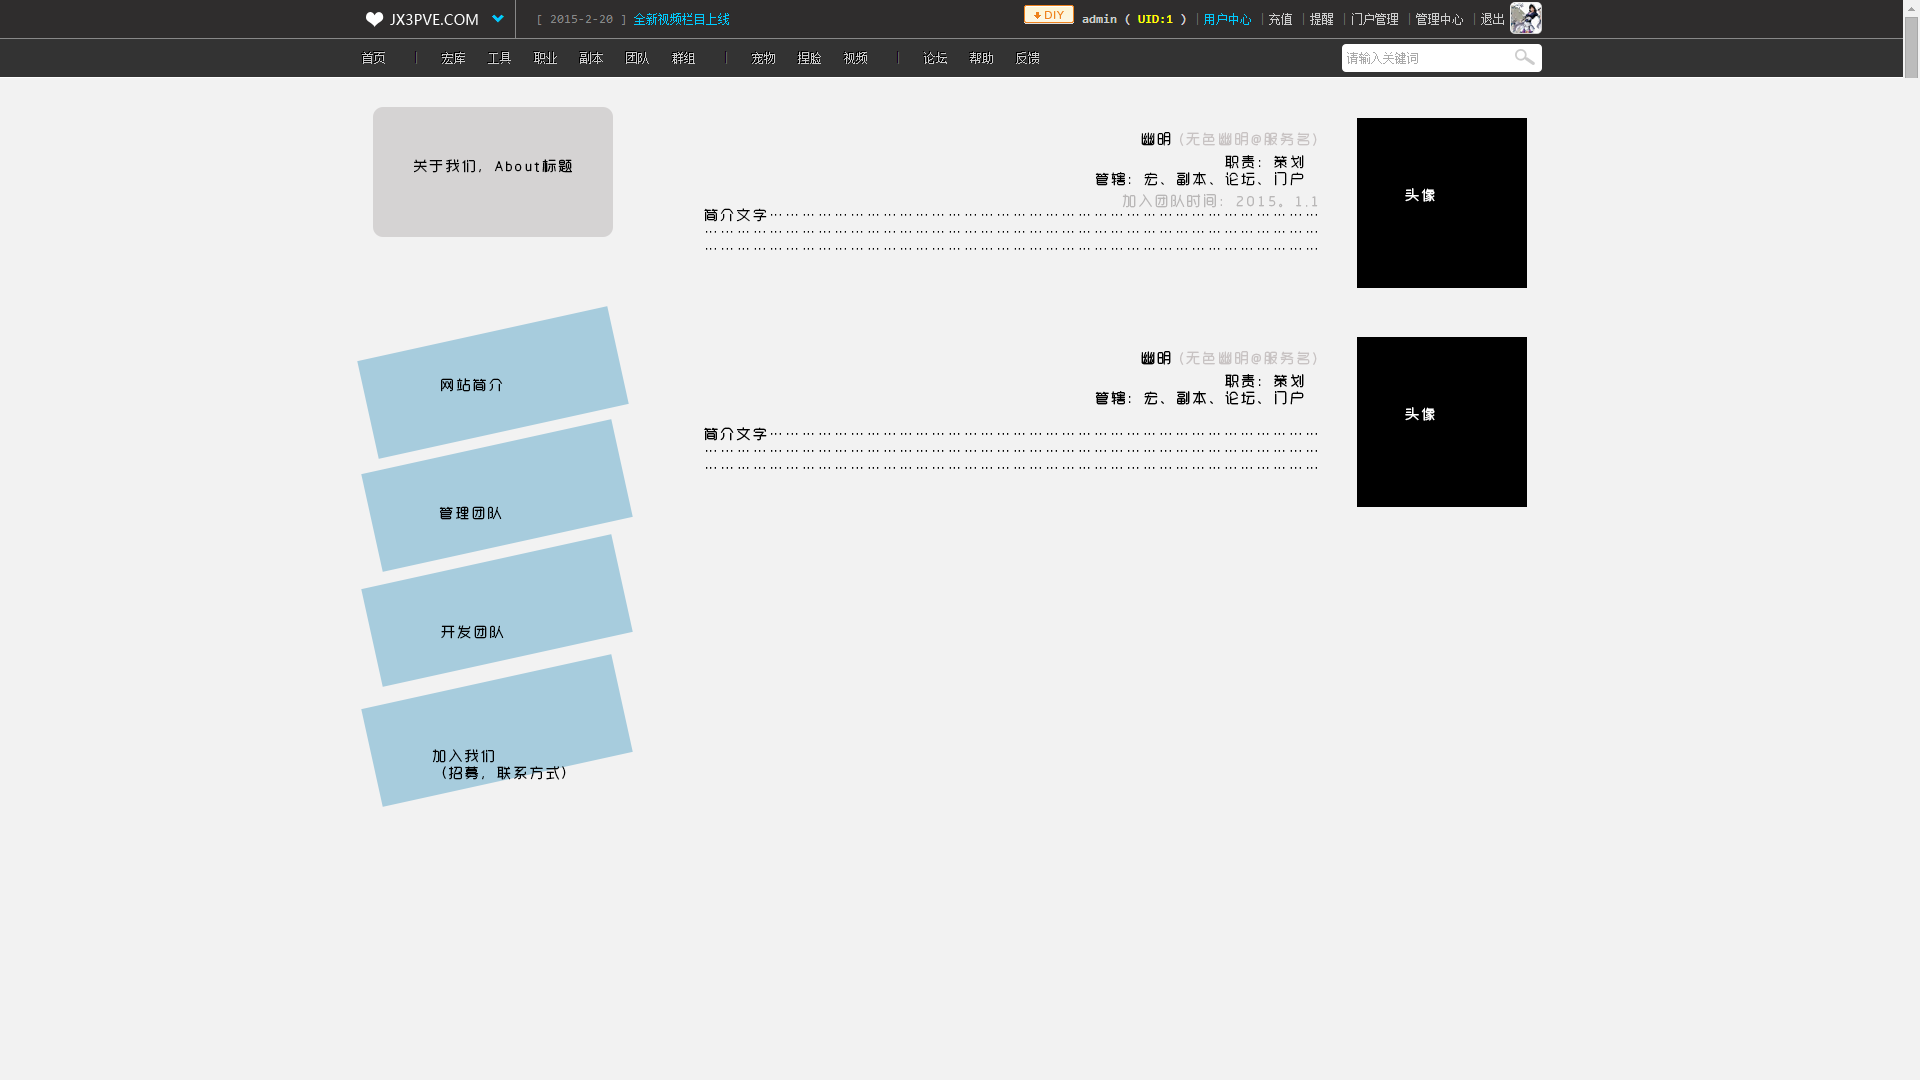 JX3PVE.COM
[ 2015-2-20 ] 全新视频栏目上线
DIY
admin ( UID:1 ) | 用户中心 | 充值 | 提醒 | 门户管理 | 管理中心 | 退出
首页 | 宏库 工具 职业 副本 团队 群组 | 宠物 捏脸 视频 | 论坛 帮助 反馈
请输入关键词
关于我们，About标题
网站简介
管理团队
开发团队
加入我们
（招募，联系方式）
幽明（无色幽明@服务名）
职责：策划
管辖：宏、副本、论坛、门户
加入团队时间：2015。1.1
简介文字………………………………………………………………………………………………
…………………………………………………………………………………………………………
…………………………………………………………………………………………………………
头像
幽明（无色幽明@服务名）
职责：策划
管辖：宏、副本、论坛、门户
简介文字………………………………………………………………………………………………
…………………………………………………………………………………………………………
…………………………………………………………………………………………………………
头像